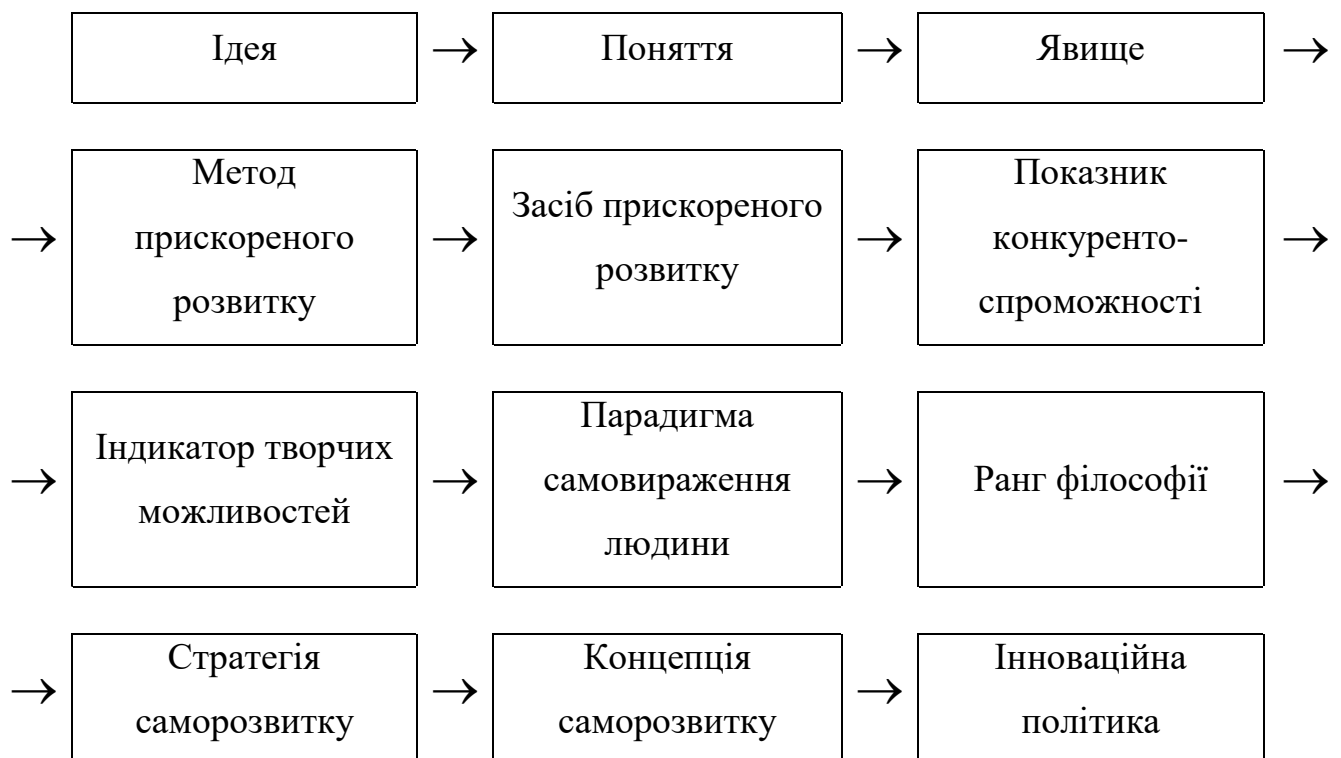 Ідея → Поняття → Явище →
→ Метод
прискореного
розвитку
→ Засіб прискореного
розвитку
→ Показник
конкуренто-
спроможності →
→ Індикатор творчих
можливостей
→ Парадигма
самовираження
людини
→ Ранг філософії →
→ Стратегія
саморозвитку
→ Концепція
саморозвитку
→ Інноваційна
політика